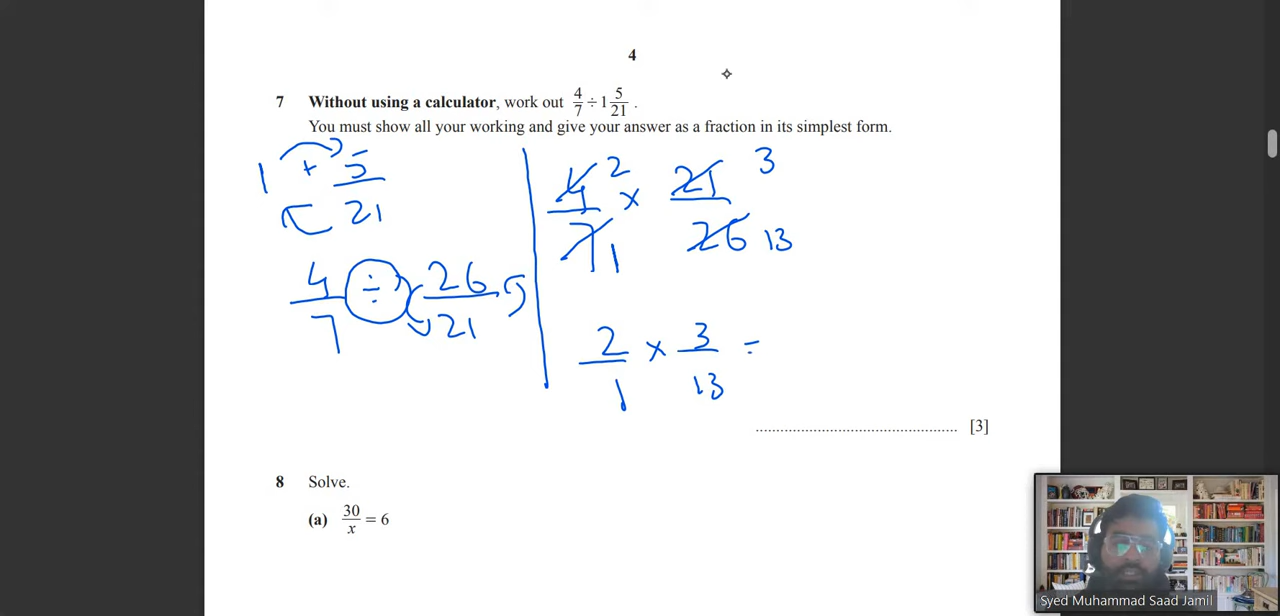 4
7 Without using a calculator, work out 4/7 ÷ 1 5/21 .
You must show all your working and give your answer as a fraction in its simplest form.
1 + 5/21
4/7 ÷ 26/21
4/7 × 21/26
2 3
1 13
2/1 × 3/13 =
.................................................. [3]
8 Solve.
(a) 30/x = 6
Syed Muhammad Saad Jamil